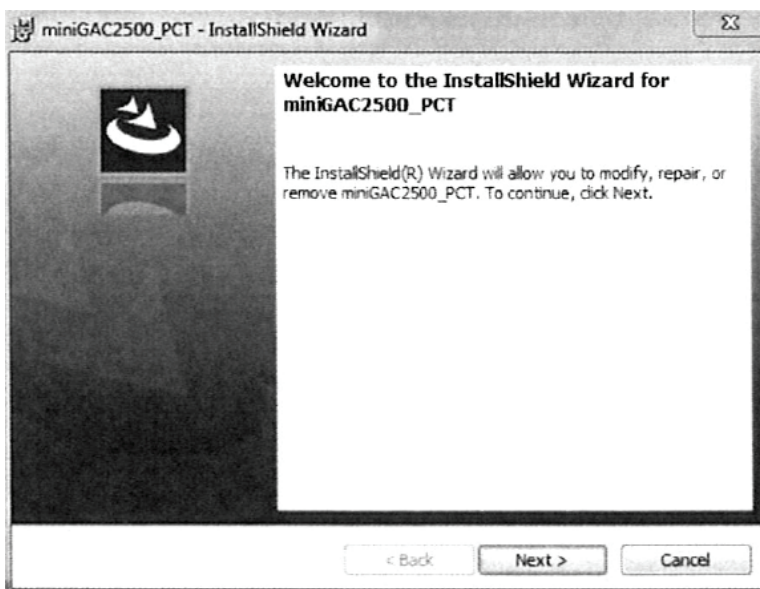 miniGAC2500_PCT - InstallShield Wizard
Welcome to the InstallShield Wizard for
miniGAC2500_PCT
The InstallShield(R) Wizard will allow you to modify, repair, or
remove miniGAC2500_PCT. To continue, click Next.
< Back Next > Cancel